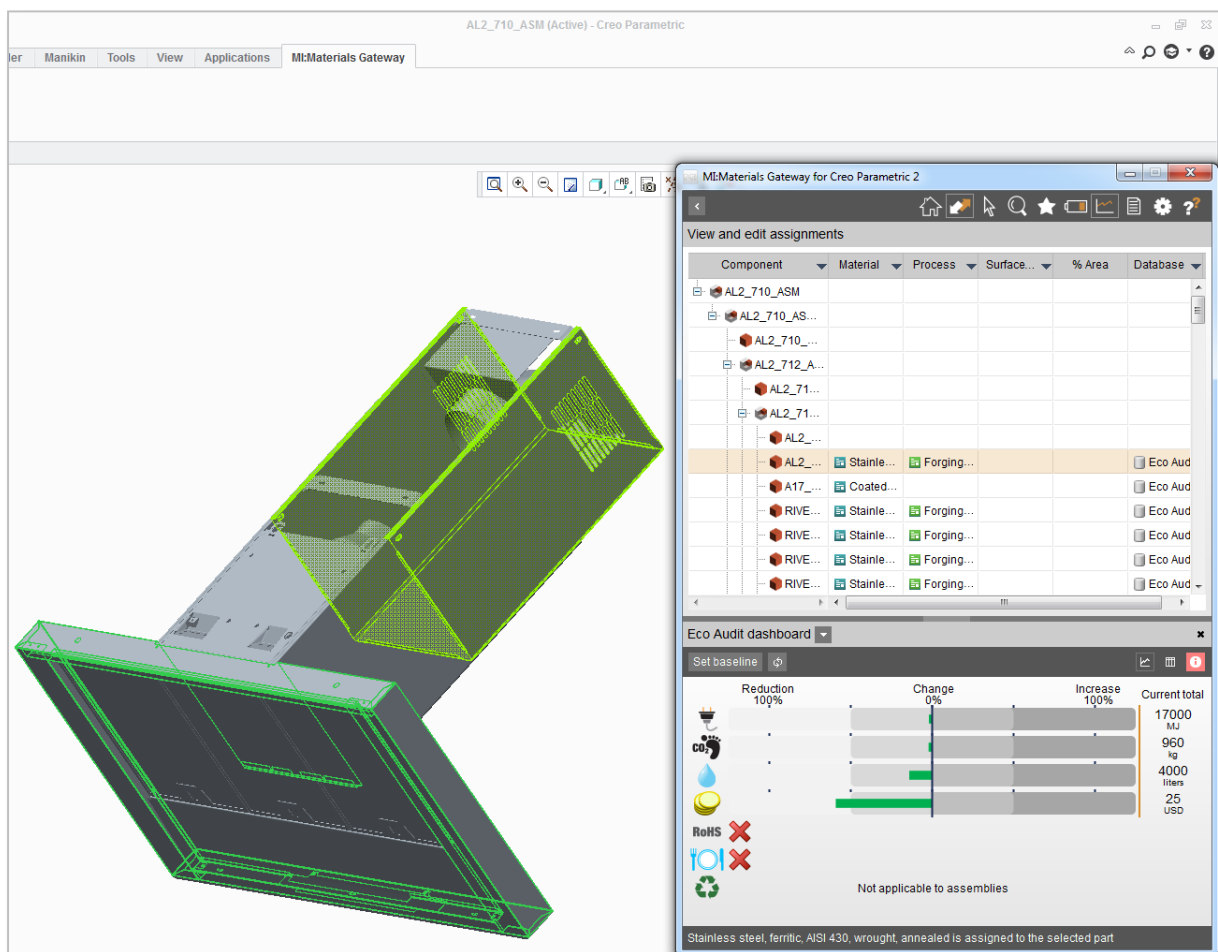 AL2_710_ASM (Active) - Creo Parametric
Manikin Tools View Applications MI:Materials Gateway
MI:Materials Gateway for Creo Parametric 2
View and edit assignments
Component Material Process Surface... % Area Database
AL2_710_ASM
AL2_710_AS...
AL2_710_...
AL2_712_A...
AL2_71...
AL2_71...
AL2_...
AL2_... Stainle... Forging... Eco Aud
A17_... Coated... Eco Aud
RIVE... Stainle... Forging... Eco Aud
RIVE... Stainle... Forging... Eco Aud
RIVE... Stainle... Forging... Eco Aud
RIVE... Stainle... Forging... Eco Aud
Eco Audit dashboard
Set baseline
Reduction Change Increase Current total
100% 0% 100%
17000
MJ
CO2 960
kg
4000
liters
25
USD
RoHS
Not applicable to assemblies
Stainless steel, ferritic, AISI 430, wrought, annealed is assigned to the selected part